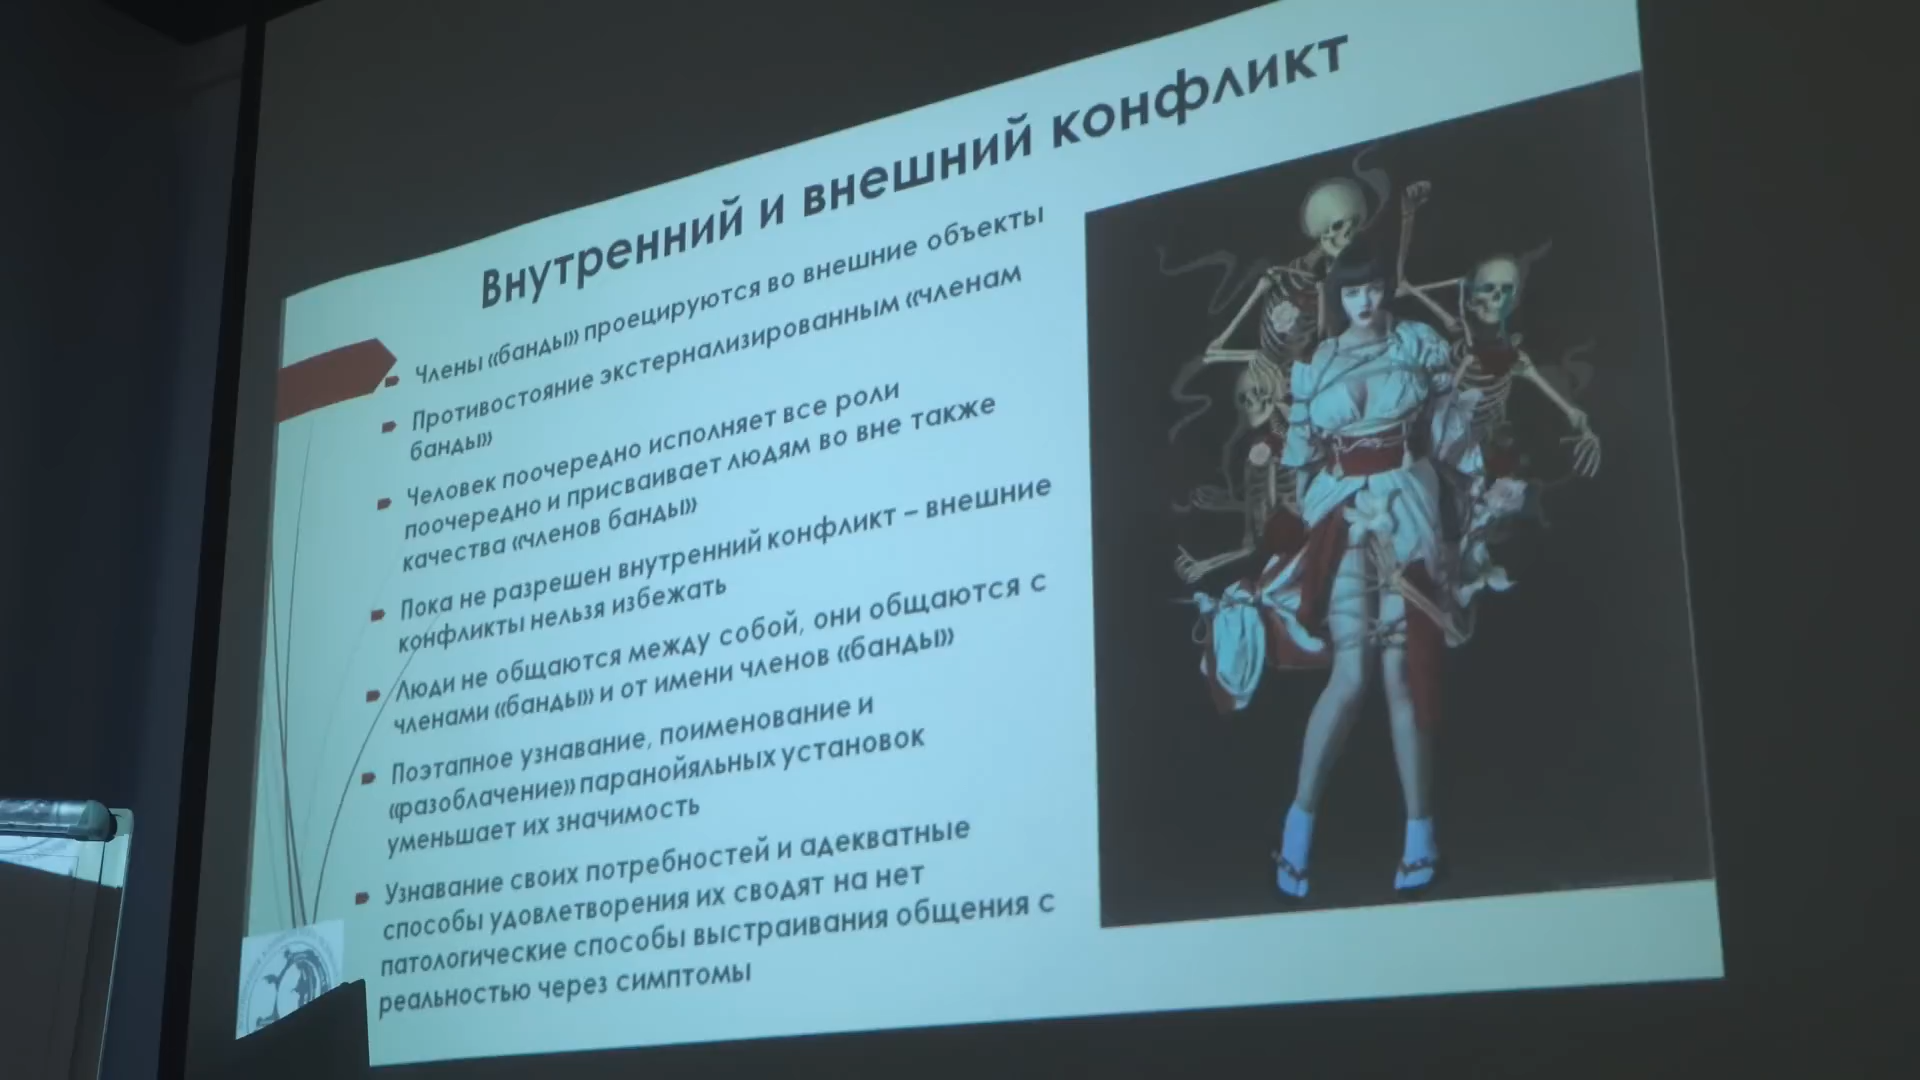 Внутренний и внешний конфликт
Члены «банды» проецируются во внешние объекты
Противостояние экстернализированным «членам
банды»
Человек поочередно исполняет все роли
поочередно и присваивает людям во вне также
качества «членов банды»
Пока не разрешен внутренний конфликт – внешние
конфликты нельзя избежать
Люди не общаются между собой, они общаются с
членами «банды» и от имени членов «банды»
Поэтапное узнавание, поименование и
«разоблачение» паранойяльных установок
уменьшает их значимость
Узнавание своих потребностей и адекватные
способы удовлетворения их сводят на нет
патологические способы выстраивания общения с
реальностью через симптомы